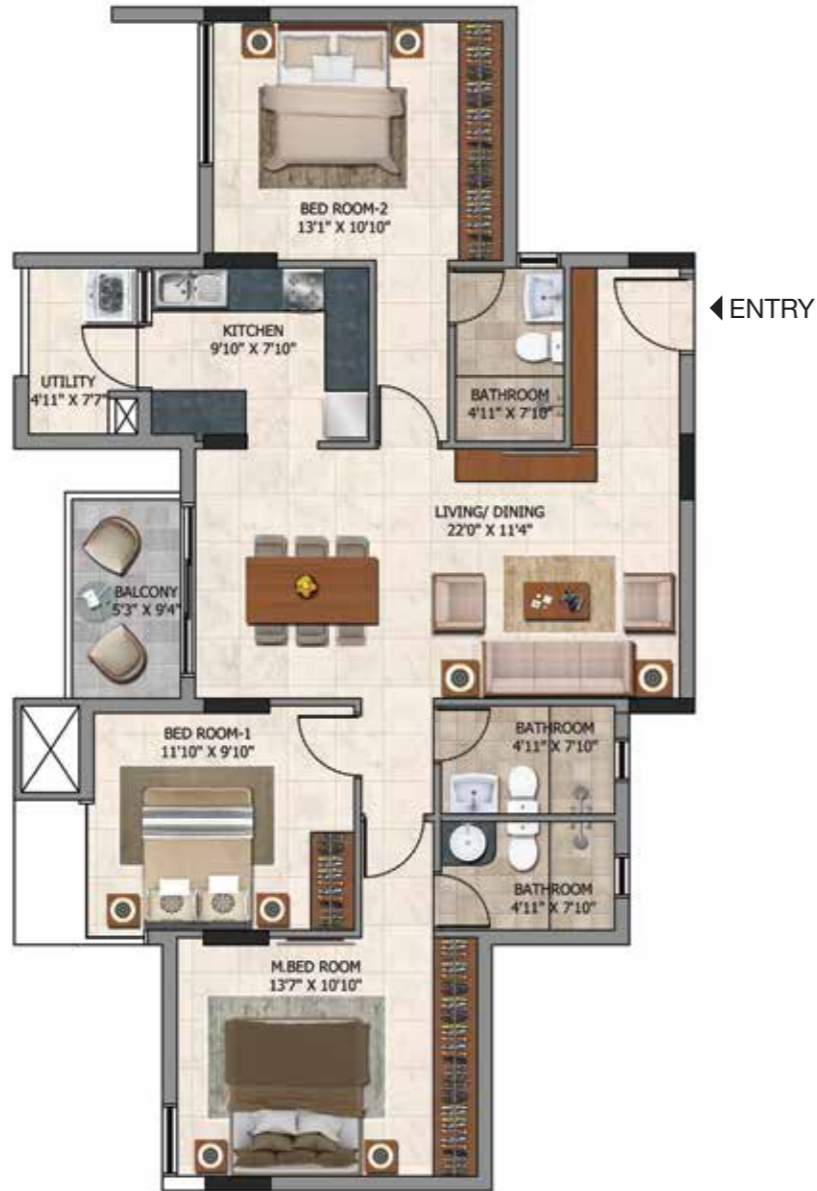 BED ROOM-2
13'1" X 10'10"
ENTRY
KITCHEN
9'10" X 7'10"
UTILITY
4'11" X 7'7"
BATHROOM
4'11" X 7'10"
LIVING/ DINING
22'0" X 11'4"
BALCONY
5'3" X 9'4"
BED ROOM-1
11'10" X 9'10"
BATHROOM
4'11" X 7'10"
BATHROOM
4'11" X 7'10"
M.BED ROOM
13'7" X 10'10"